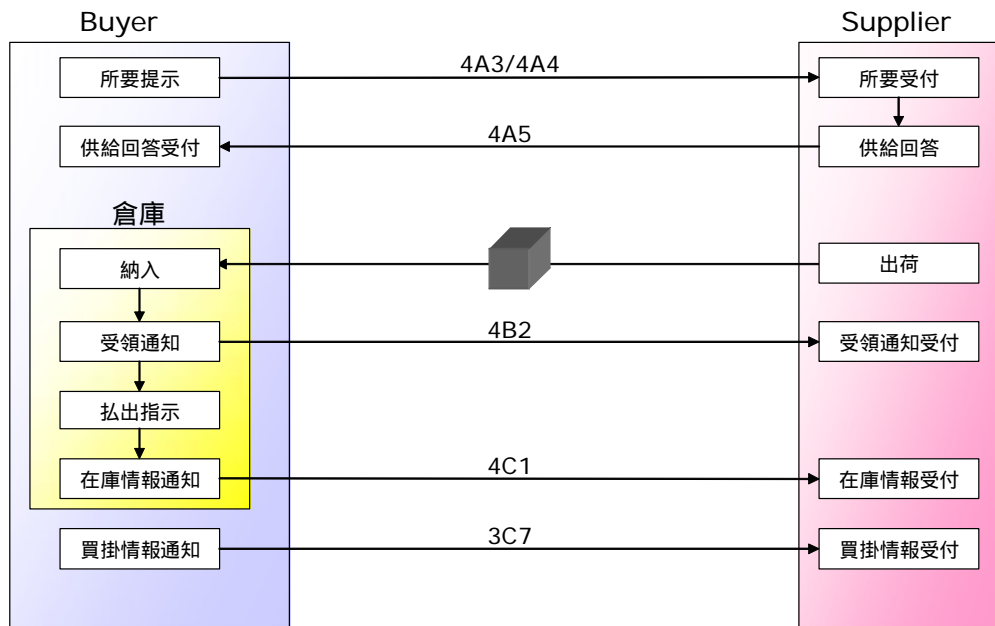 Buyer
Supplier
所要提示
4A3/4A4
所要受付
供給回答受付
4A5
供給回答
倉庫
納入
出荷
受領通知
4B2
受領通知受付
払出指示
在庫情報通知
4C1
在庫情報受付
買掛情報通知
3C7
買掛情報受付